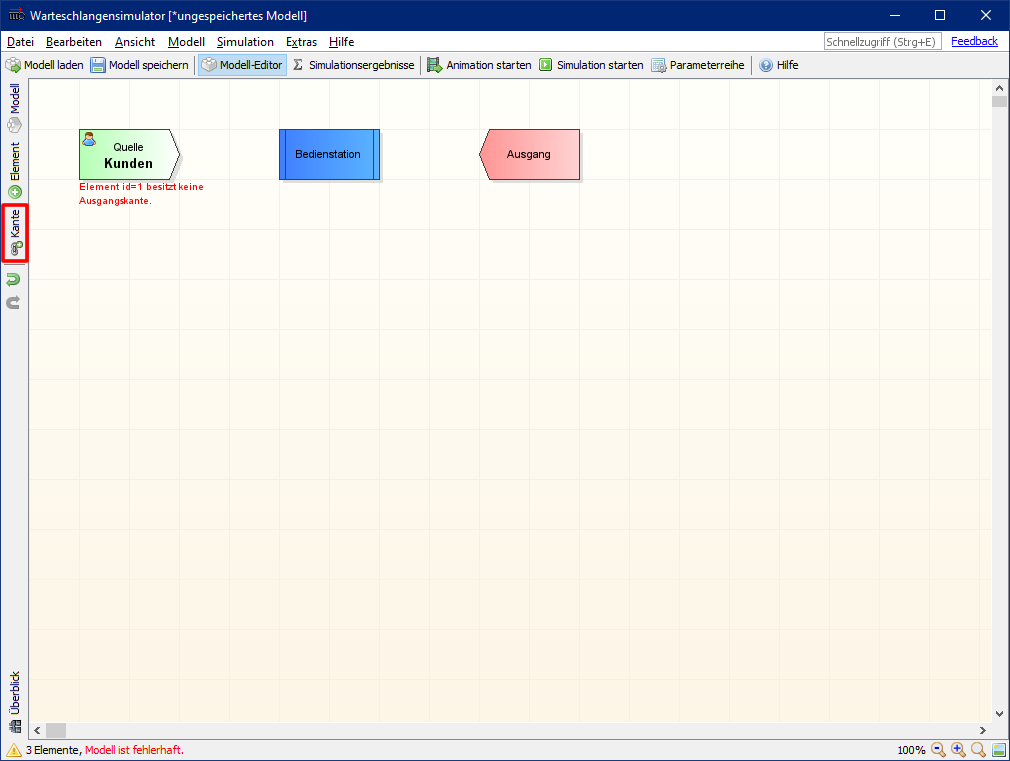 Warteschlangensimulator [*ungespeichertes Modell]
Datei Bearbeiten Ansicht Modell Simulation Extras Hilfe Schnellzugriff (Strg+E) Feedback
Modell laden Modell speichern Modell-Editor Σ Simulationsergebnisse Animation starten Simulation starten Parameterreihe Hilfe
Modell
Element
Kante
Überblick
Quelle
Kunden
Element id=1 besitzt keine
Ausgangskante.
Bedienstation
Ausgang
3 Elemente, Modell ist fehlerhaft. 100%